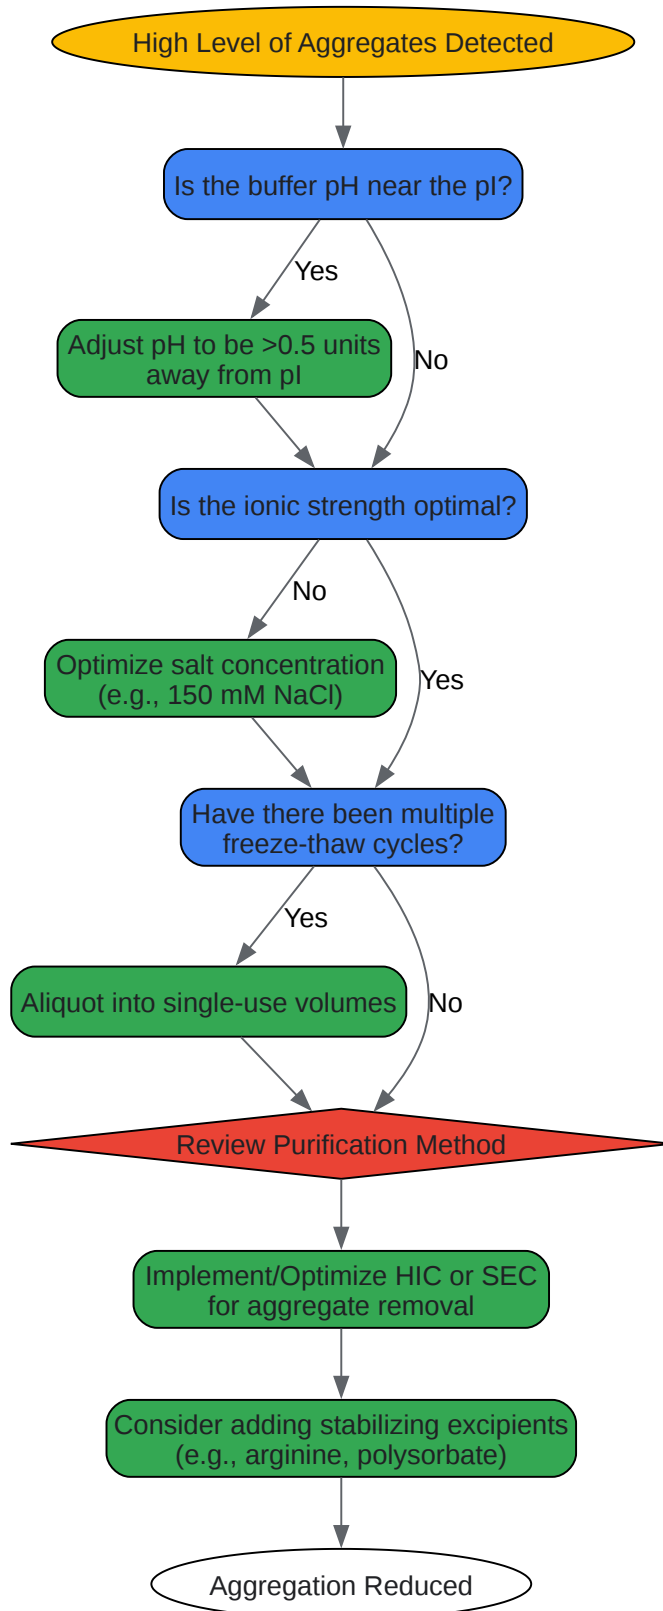 High Level of Aggregates Detected
Is the buffer pH near the pI?
Yes
Adjust pH to be >0.5 units
away from pI
No
Is the ionic strength optimal?
No
Optimize salt concentration
(e.g., 150 mM NaCl)
Yes
Have there been multiple
freeze-thaw cycles?
Yes
Aliquot into single-use volumes
No
Review Purification Method
Implement/Optimize HIC or SEC
for aggregate removal
Consider adding stabilizing excipients
(e.g., arginine, polysorbate)
Aggregation Reduced